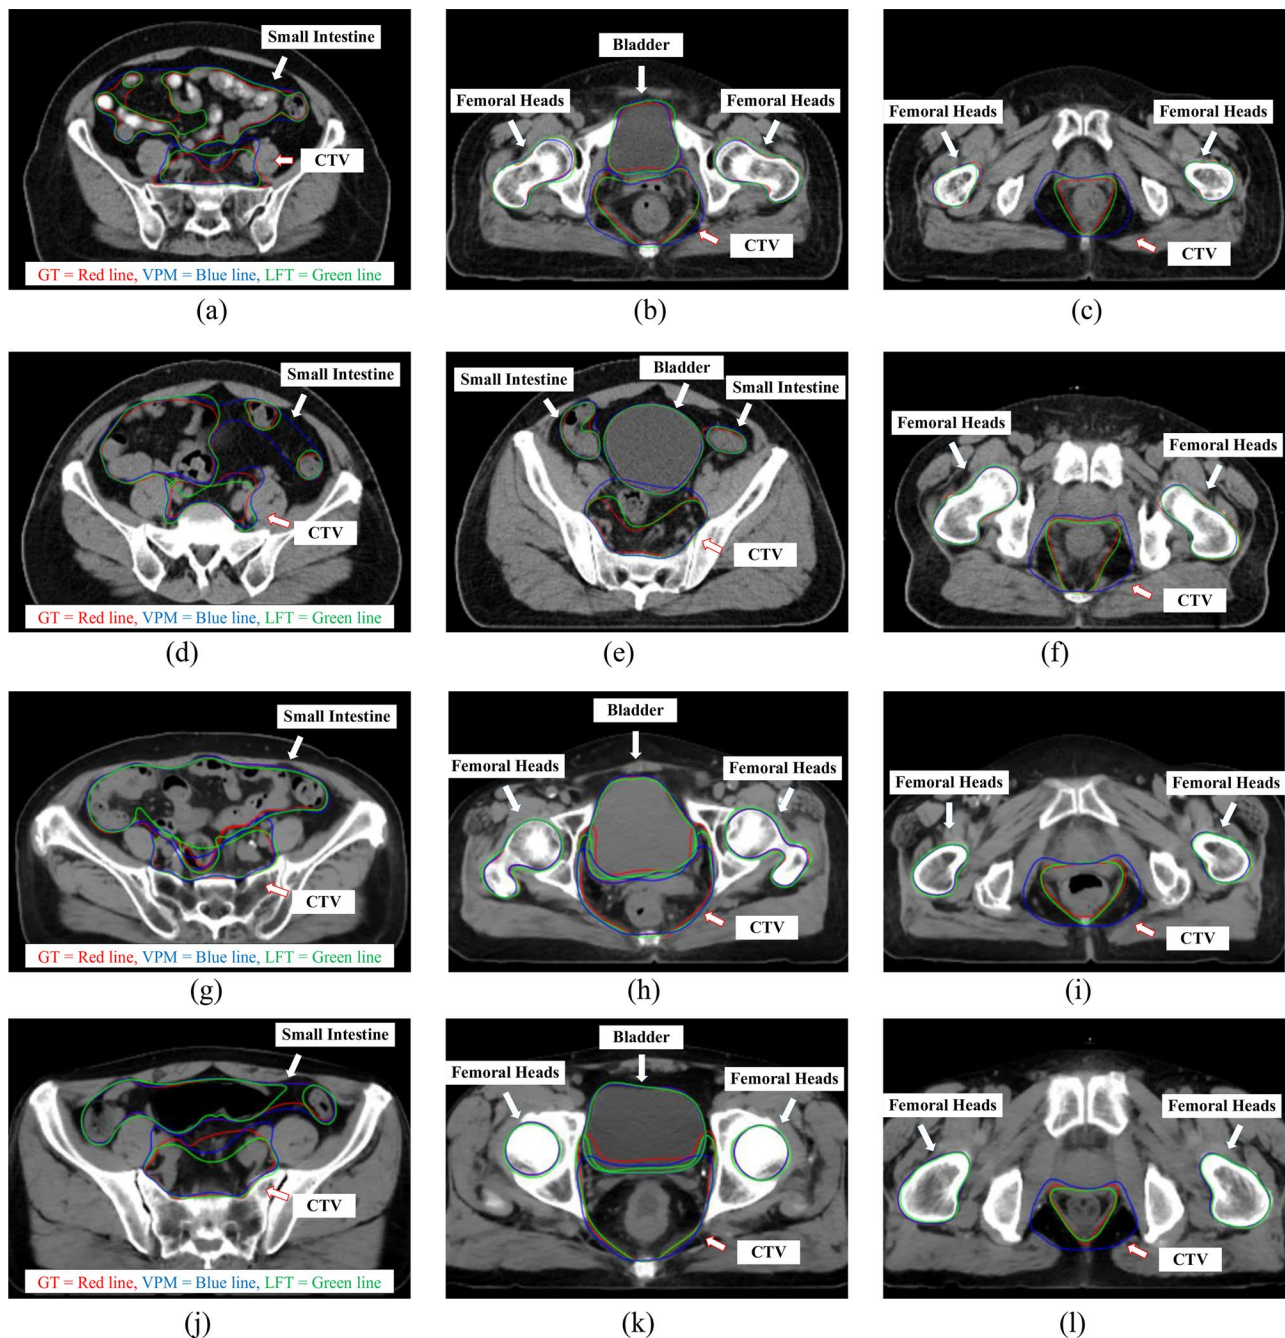 Small Intestine
CTV
GT = Red line, VPM = Blue line, LFT = Green line
(a)
Bladder
Femoral Heads
Femoral Heads
CTV
(b)
Femoral Heads
Femoral Heads
CTV
(c)
Small Intestine
CTV
GT = Red line, VPM = Blue line, LFT = Green line
(d)
Bladder
Small Intestine
Small Intestine
CTV
(e)
Femoral Heads
Femoral Heads
CTV
(f)
Small Intestine
CTV
GT = Red line, VPM = Blue line, LFT = Green line
(g)
Bladder
Femoral Heads
Femoral Heads
CTV
(h)
Femoral Heads
Femoral Heads
CTV
(i)
Small Intestine
CTV
GT = Red line, VPM = Blue line, LFT = Green line
(j)
Bladder
Femoral Heads
Femoral Heads
CTV
(k)
Femoral Heads
Femoral Heads
CTV
(l)